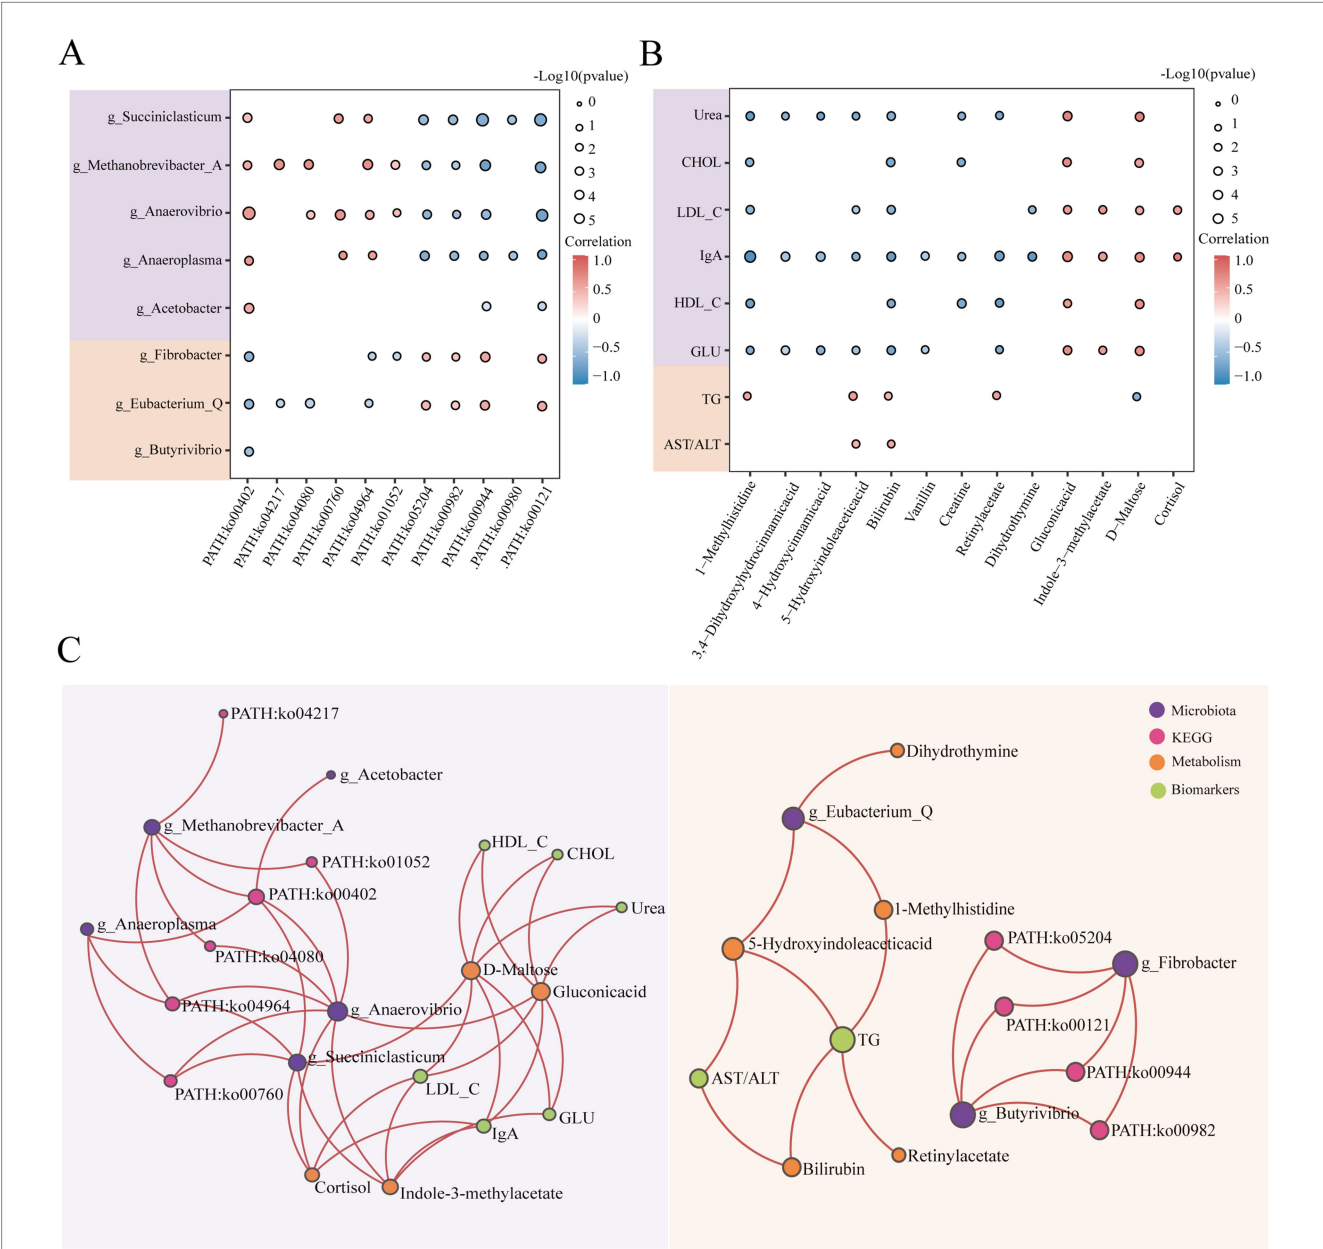 A
-Log10(pvalue)
0
1
2
3
4
5
Correlation
1.0
0.5
0
−0.5
−1.0
g_Succiniclasticum
g_Methanobrevibacter_A
g_Anaerovibrio
g_Anaeroplasma
g_Acetobacter
g_Fibrobacter
g_Eubacterium_Q
g_Butyrivibrio
PATH:ko00402
PATH:ko04217
PATH:ko04080
PATH:ko00760
PATH:ko04964
PATH:ko01052
PATH:ko05204
PATH:ko00982
PATH:ko00944
.PATH:ko00980
.PATH:ko00121
B
-Log10(pvalue)
0
1
2
3
4
5
Correlation
1.0
0.5
0
−0.5
−1.0
Urea
CHOL
LDL_C
IgA
HDL_C
GLU
TG
AST/ALT
1−Methylhistidine
3,4−Dihydroxyhydrocinnamicacid
4−Hydroxycinnamicacid
5−Hydroxyindoleaceticacid
Bilirubin
Vanillin
Creatine
Retinylacetate
Dihydrothymine
Gluconicacid
Indole−3−methylacetate
D−Maltose
Cortisol
C
PATH:ko04217
g_Acetobacter
g_Methanobrevibacter_A
PATH:ko01052
PATH:ko00402
g_Anaeroplasma
PATH:ko04080
PATH:ko04964
g_Anaerovibrio
g_Succiniclasticum
PATH:ko00760
HDL_C
CHOL
Urea
D-Maltose
Gluconicacid
LDL_C
GLU
IgA
Cortisol
Indole-3-methylacetate
Microbiota
KEGG
Metabolism
Biomarkers
Dihydrothymine
g_Eubacterium_Q
1-Methylhistidine
5-Hydroxyindoleaceticacid
TG
AST/ALT
Bilirubin
Retinylacetate
PATH:ko05204
g_Fibrobacter
PATH:ko00121
PATH:ko00944
g_Butyrivibrio
PATH:ko00982